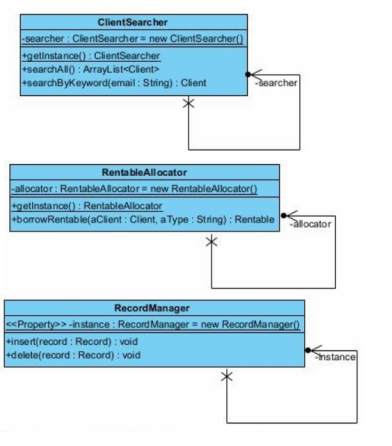 ClientSearcher
-searcher : ClientSearcher = new ClientSearcher()
+getInstance() : ClientSearcher
+searchAll() : ArrayList<Client>
+searchByKeyword(email : String) : Client
-searcher
RentableAllocator
-allocator : RentableAllocator = new RentableAllocator()
+getInstance() : RentableAllocator
+borrowRentable(aClient : Client, aType : String) : Rentable
-allocator
RecordManager
<<Property>> -instance : RecordManager = new RecordManager()
+insert(record : Record) : void
+delete(record : Record) : void
-instance